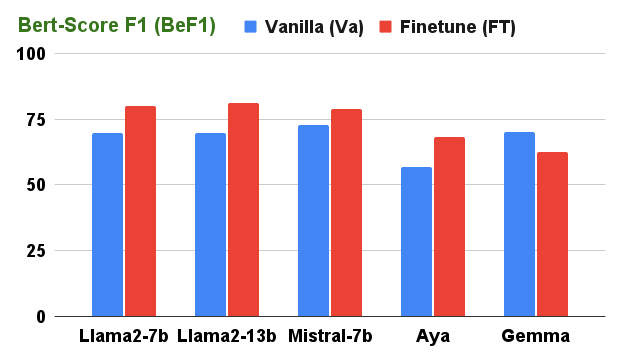 Bert-Score F1 (BeF1) Vanilla (Va) Finetune (FT)
100
75
50
25
0
Llama2-7b Llama2-13b Mistral-7b Aya Gemma